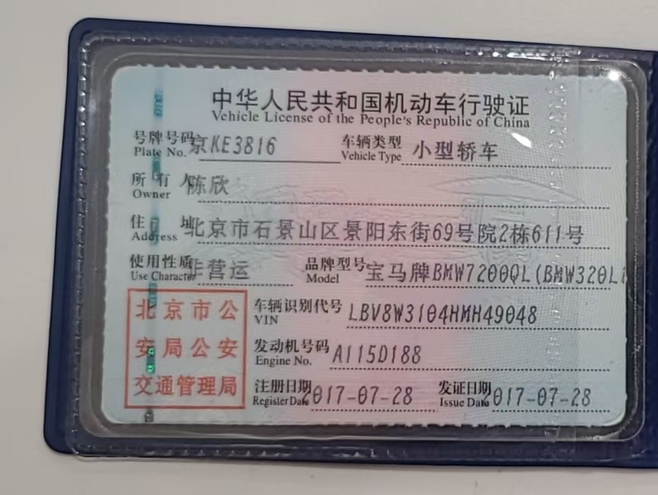 中华人民共和国机动车行驶证
Vehicle License of the People's Republic of China
号牌号码 京KE3816 车辆类型 小型轿车
Plate No. Vehicle Type
所有人 陈欣
Owner
住址 北京市石景山区景阳东街69号院2栋611号
Address
使用性质 非营运 品牌型号 宝马牌BMW7200QL(BMW320L
Use Character Model
北京市公
安局公安
交通管理局
车辆识别代号 LBV8W3104HMH49048
VIN
发动机号码 A115D188
Engine No.
注册日期 2017-07-28 发证日期 2017-07-28
Register Date Issue Date